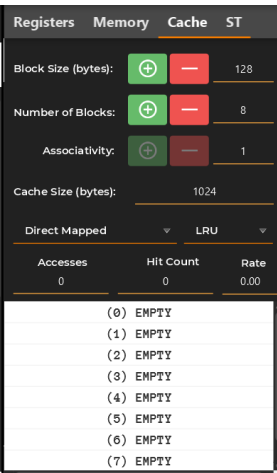 Registers Memory Cache ST
Block Size (bytes): 128
Number of Blocks: 8
Associativity: 1
Cache Size (bytes): 1024
Direct Mapped LRU
Accesses Hit Count Rate
0 0 0.00
(0) EMPTY
(1) EMPTY
(2) EMPTY
(3) EMPTY
(4) EMPTY
(5) EMPTY
(6) EMPTY
(7) EMPTY